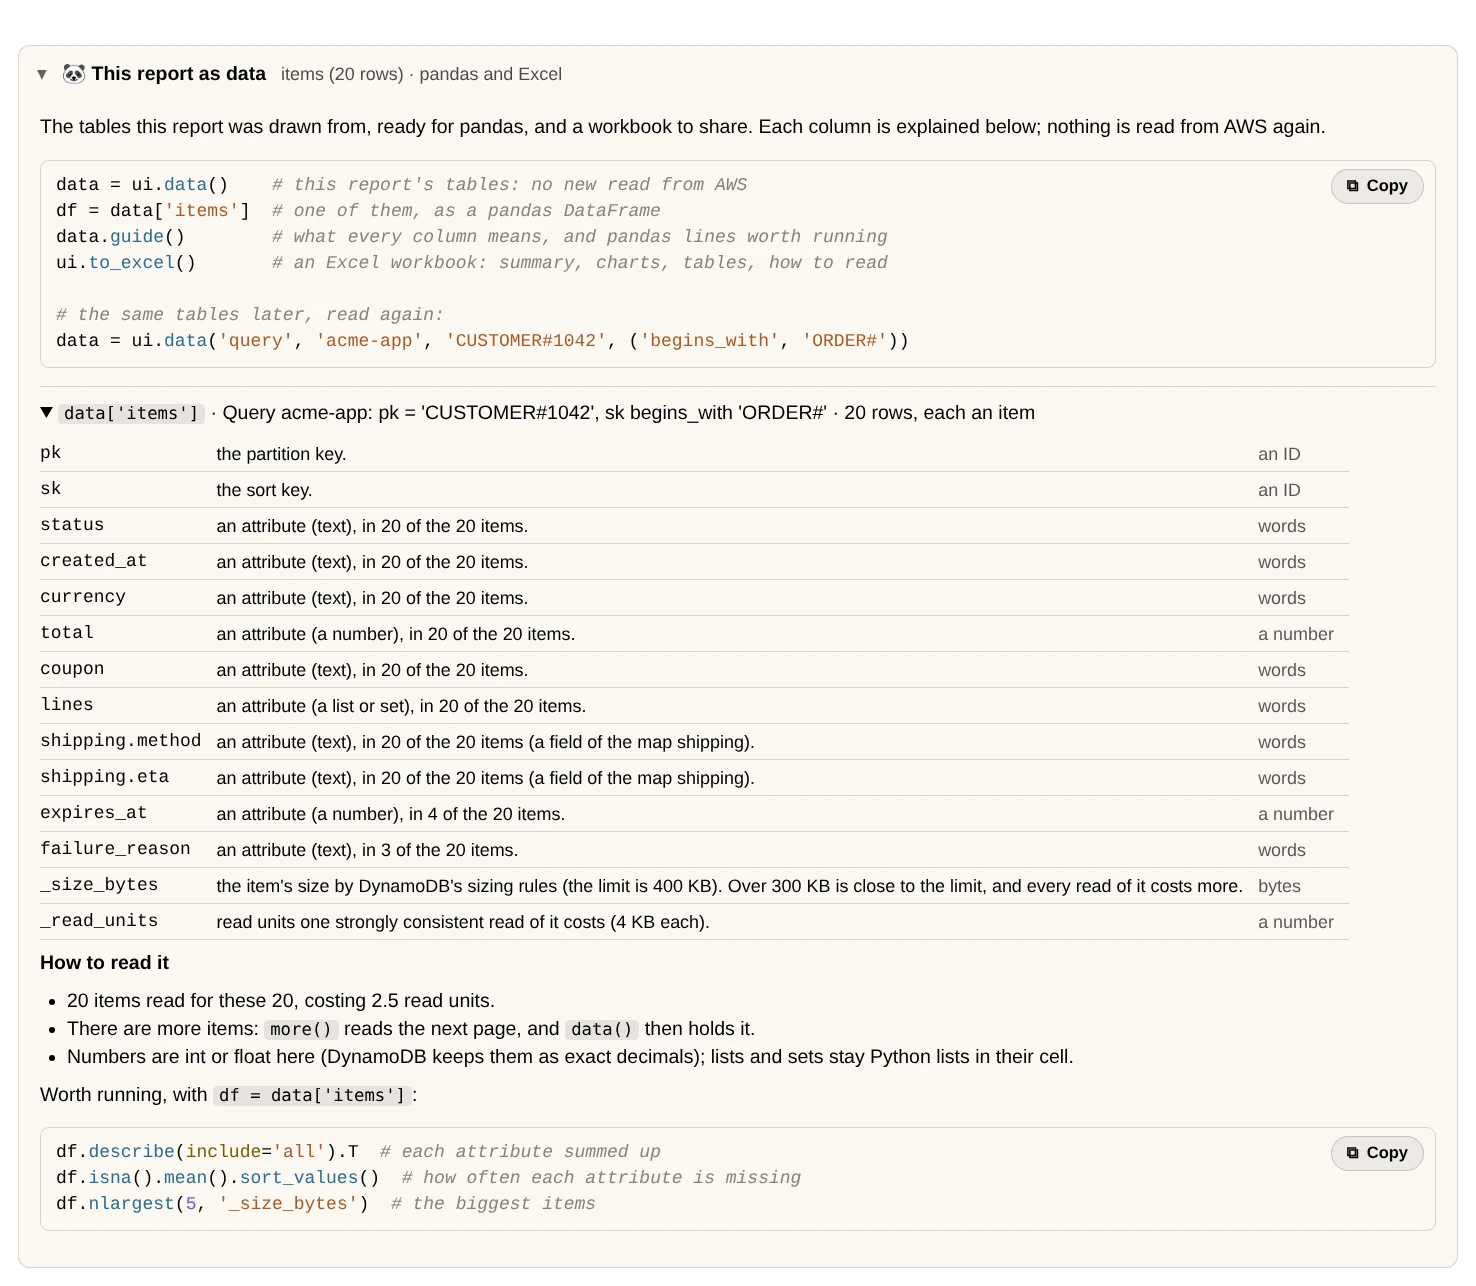 ▼ 🐼 This report as data items (20 rows) · pandas and Excel
The tables this report was drawn from, ready for pandas, and a workbook to share. Each column is explained below; nothing is read from AWS again.
data = ui.data()    # this report's tables: no new read from AWS
Copy
df = data['items']  # one of them, as a pandas DataFrame
data.guide()        # what every column means, and pandas lines worth running
ui.to_excel()       # an Excel workbook: summary, charts, tables, how to read
# the same tables later, read again:
data = ui.data('query', 'acme-app', 'CUSTOMER#1042', ('begins_with', 'ORDER#'))
▼ data['items'] · Query acme-app: pk = 'CUSTOMER#1042', sk begins_with 'ORDER#' · 20 rows, each an item
pk the partition key. an ID
sk the sort key. an ID
status an attribute (text), in 20 of the 20 items. words
created_at an attribute (text), in 20 of the 20 items. words
currency an attribute (text), in 20 of the 20 items. words
total an attribute (a number), in 20 of the 20 items. a number
coupon an attribute (text), in 20 of the 20 items. words
lines an attribute (a list or set), in 20 of the 20 items. words
shipping.method an attribute (text), in 20 of the 20 items (a field of the map shipping). words
shipping.eta an attribute (text), in 20 of the 20 items (a field of the map shipping). words
expires_at an attribute (a number), in 4 of the 20 items. a number
failure_reason an attribute (text), in 3 of the 20 items. words
_size_bytes the item's size by DynamoDB's sizing rules (the limit is 400 KB). Over 300 KB is close to the limit, and every read of it costs more. bytes
_read_units read units one strongly consistent read of it costs (4 KB each). a number
How to read it
• 20 items read for these 20, costing 2.5 read units.
• There are more items: more() reads the next page, and data() then holds it.
• Numbers are int or float here (DynamoDB keeps them as exact decimals); lists and sets stay Python lists in their cell.
Worth running, with df = data['items']:
df.describe(include='all').T  # each attribute summed up
Copy
df.isna().mean().sort_values()  # how often each attribute is missing
df.nlargest(5, '_size_bytes')  # the biggest items